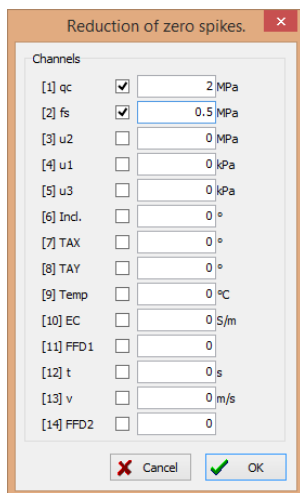 Reduction of zero spikes.
Channels
[1] qc 2 MPa
[2] fs 0.5 MPa
[3] u2 0 MPa
[4] u1 0 kPa
[5] u3 0 kPa
[6] Incl. 0 °
[7] TAX 0 °
[8] TAY 0 °
[9] Temp 0 °C
[10] EC 0 S/m
[11] FFD1 0
[12] t 0 s
[13] v 0 m/s
[14] FFD2 0
Cancel OK